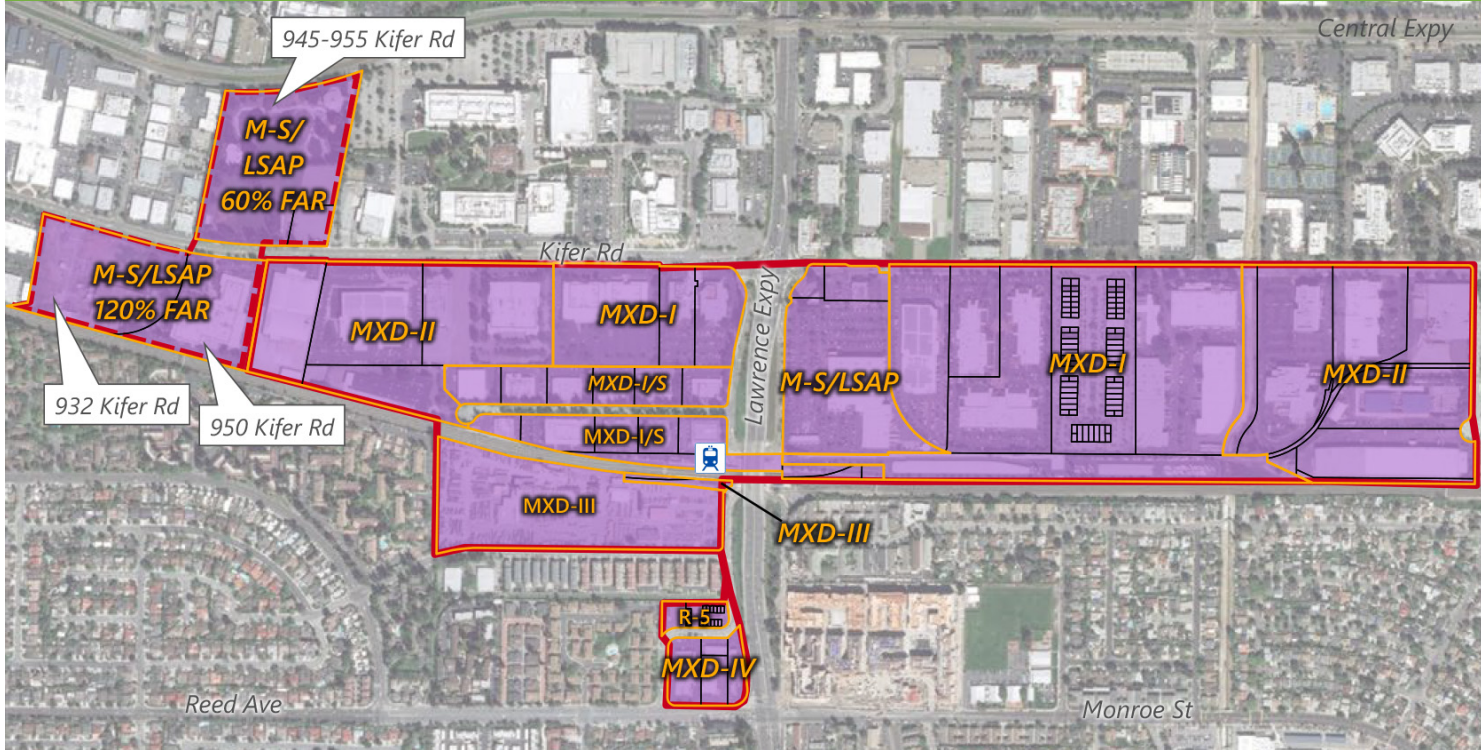 945-955 Kifer Rd
Central Expy
M-S/
LSAP
60% FAR
Kifer Rd
M-S/LSAP
120% FAR
MXD-II
MXD-I
Lawrence Expy
MXD-I/S
M-S/LSAP
MXD-I
MXD-II
932 Kifer Rd
950 Kifer Rd
MXD-I/S
MXD-III
MXD-III
R-5
MXD-IV
Reed Ave
Monroe St